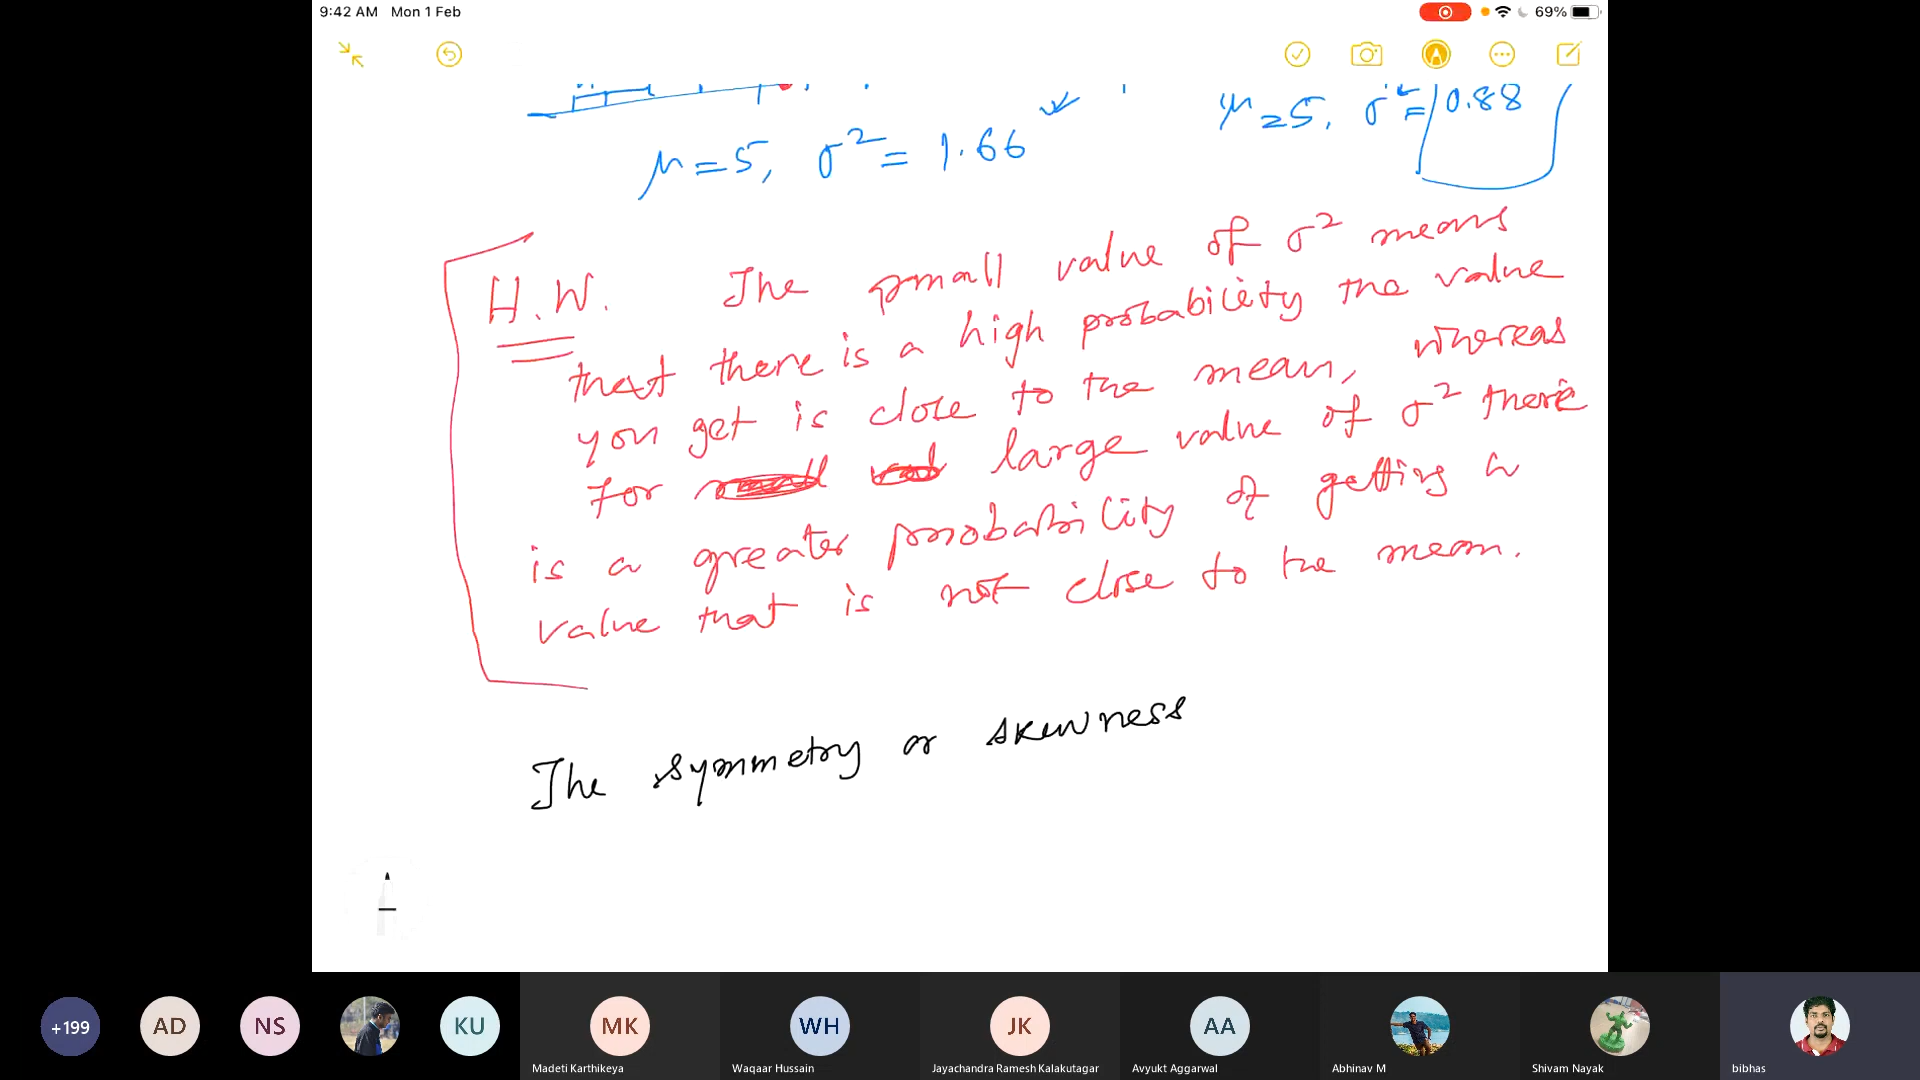 9:42 AM Mon 1 Feb 69%
μ=5, σ²=0.88
μ=5, σ²= 1.66
H.W. The small value of σ² means
that there is a high probability the value
you get is close to the mean, whereas
for large value of σ² there
is a greater probability of getting a
value that is not close to the mean.
The symmetry or skewness
+199 AD NS KU MK WH JK AA
Madeti Karthikeya Waqaar Hussain Jayachandra Ramesh Kalakutagar Avyukt Aggarwal Abhinav M Shivam Nayak bibhas